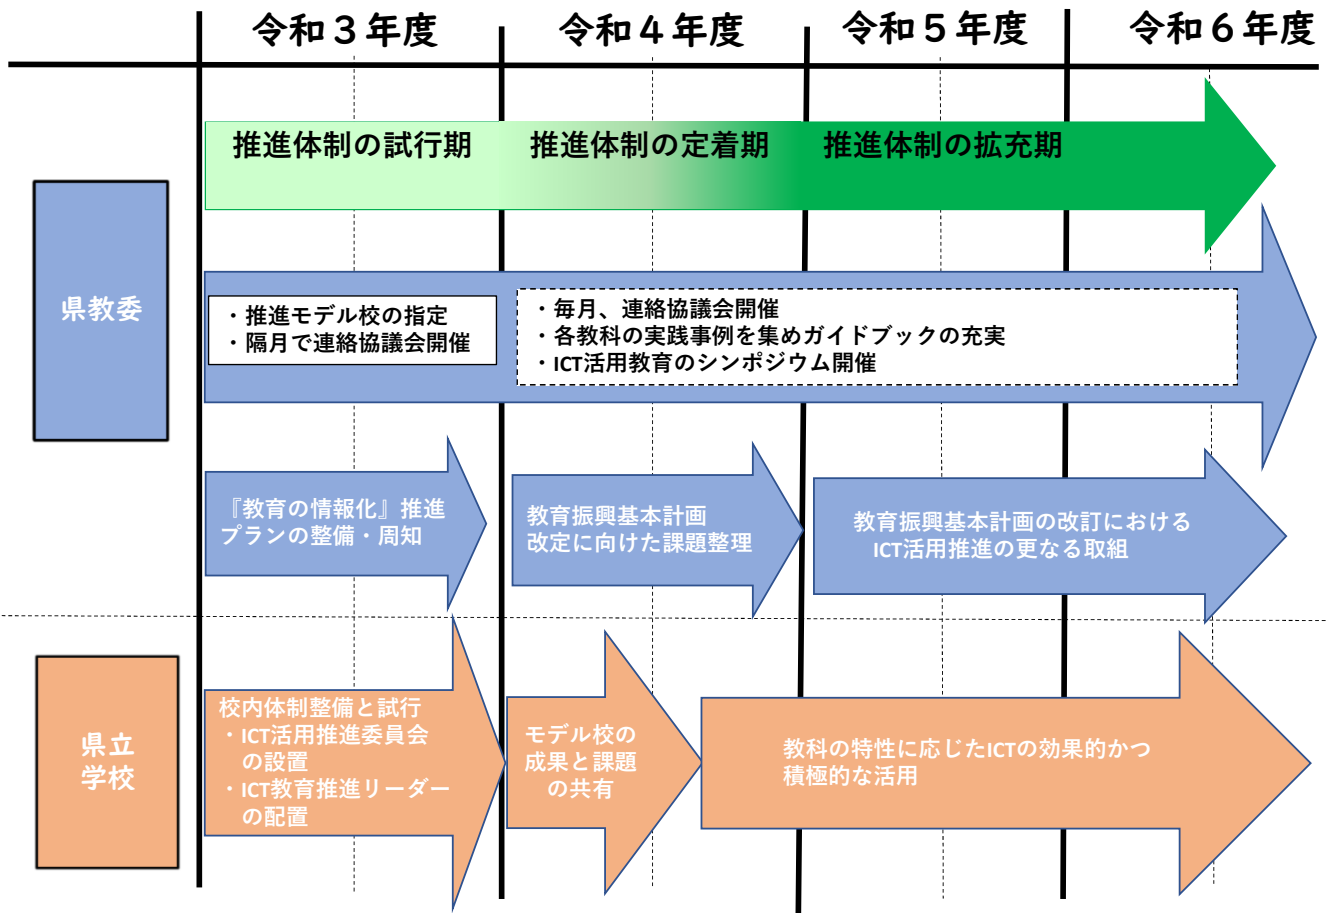 令和３年度
令和４年度
令和５年度
令和６年度
推進体制の試行期
推進体制の定着期
推進体制の拡充期
県教委
・推進モデル校の指定
・隔月で連絡協議会開催
・毎月、連絡協議会開催
・各教科の実践事例を集めガイドブックの充実
・ICT活用教育のシンポジウム開催
『教育の情報化』推進
プランの整備・周知
教育振興基本計画
改定に向けた課題整理
教育振興基本計画の改訂における
ICT活用推進の更なる取組
県立
学校
校内体制整備と試行
・ICT活用推進委員会
の設置
・ICT教育推進リーダー
の配置
モデル校の
成果と課題
の共有
教科の特性に応じたICTの効果的かつ
積極的な活用